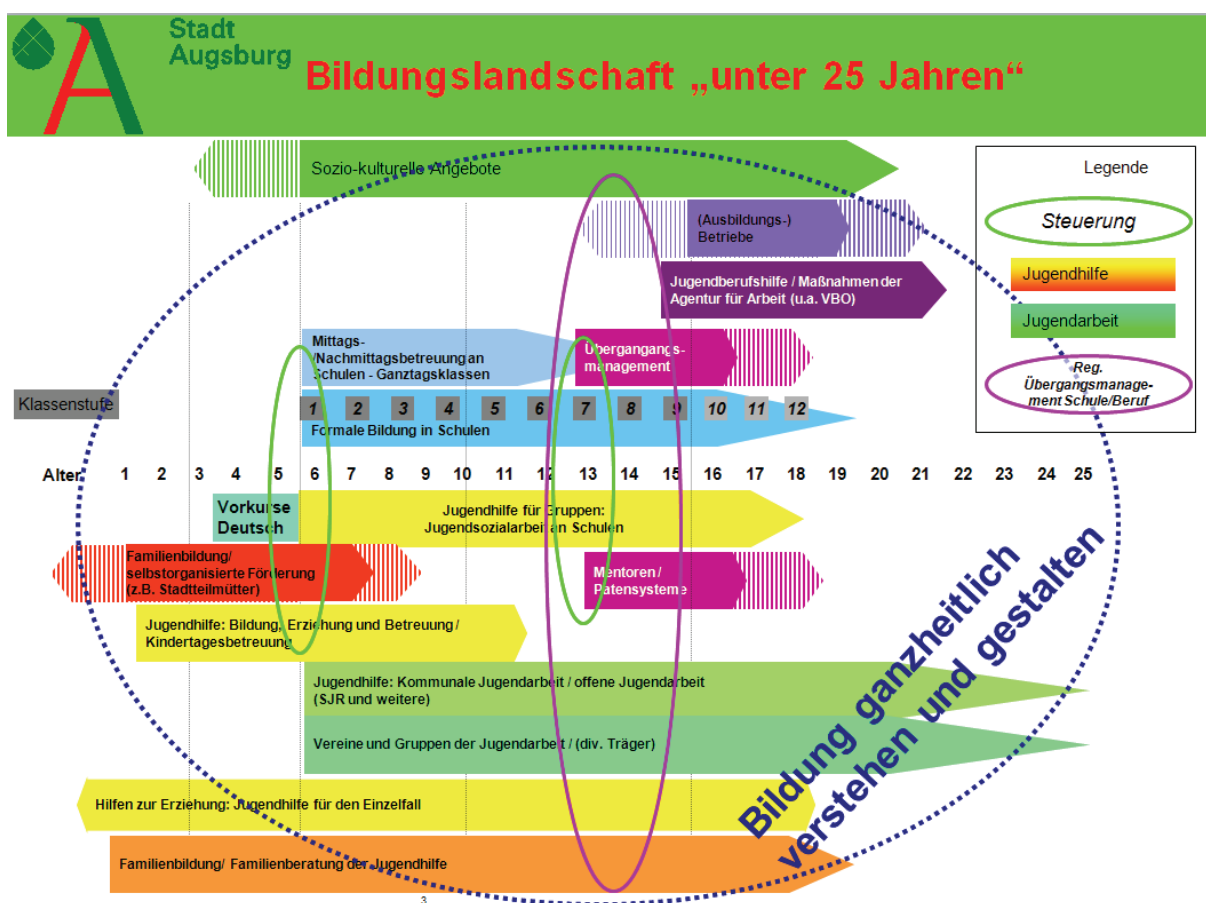 Stadt
Augsburg
Bildungslandschaft „unter 25 Jahren“
Sozio-kulturelle Angebote
Legende
Steuerung
Jugendhilfe
Jugendarbeit
Reg.
Übergangsmanage-
ment Schule/Beruf
(Ausbildungs-)
Betriebe
Jugendberufshilfe / Maßnahmen der
Agentur für Arbeit (u.a. VBO)
Mittags-
/Nachmittagsbetreuung an
Schulen - Ganztagsklassen
Übergangangs-
management
Klassenstufe
1 2 3 4 5 6 7 8 9 10 11 12
Formale Bildung in Schulen
Alter 1 2 3 4 5 6 7 8 9 10 11 12 13 14 15 16 17 18 19 20 21 22 23 24 25
Vorkurse
Deutsch
Jugendhilfe für Gruppen:
Jugendsozialarbeit an Schulen
Familienbildung/
selbstorganisierte Förderung
(z.B. Stadtteilmütter)
Mentoren /
Patensysteme
Jugendhilfe: Bildung, Erziehung und Betreuung /
Kindertagesbetreuung
Jugendhilfe: Kommunale Jugendarbeit / offene Jugendarbeit
(SJR und weitere)
Vereine und Gruppen der Jugendarbeit / (div. Träger)
Hilfen zur Erziehung: Jugendhilfe für den Einzelfall
Familienbildung/ Familienberatung der Jugendhilfe
Bildung ganzheitlich
verstehen und gestalten
3